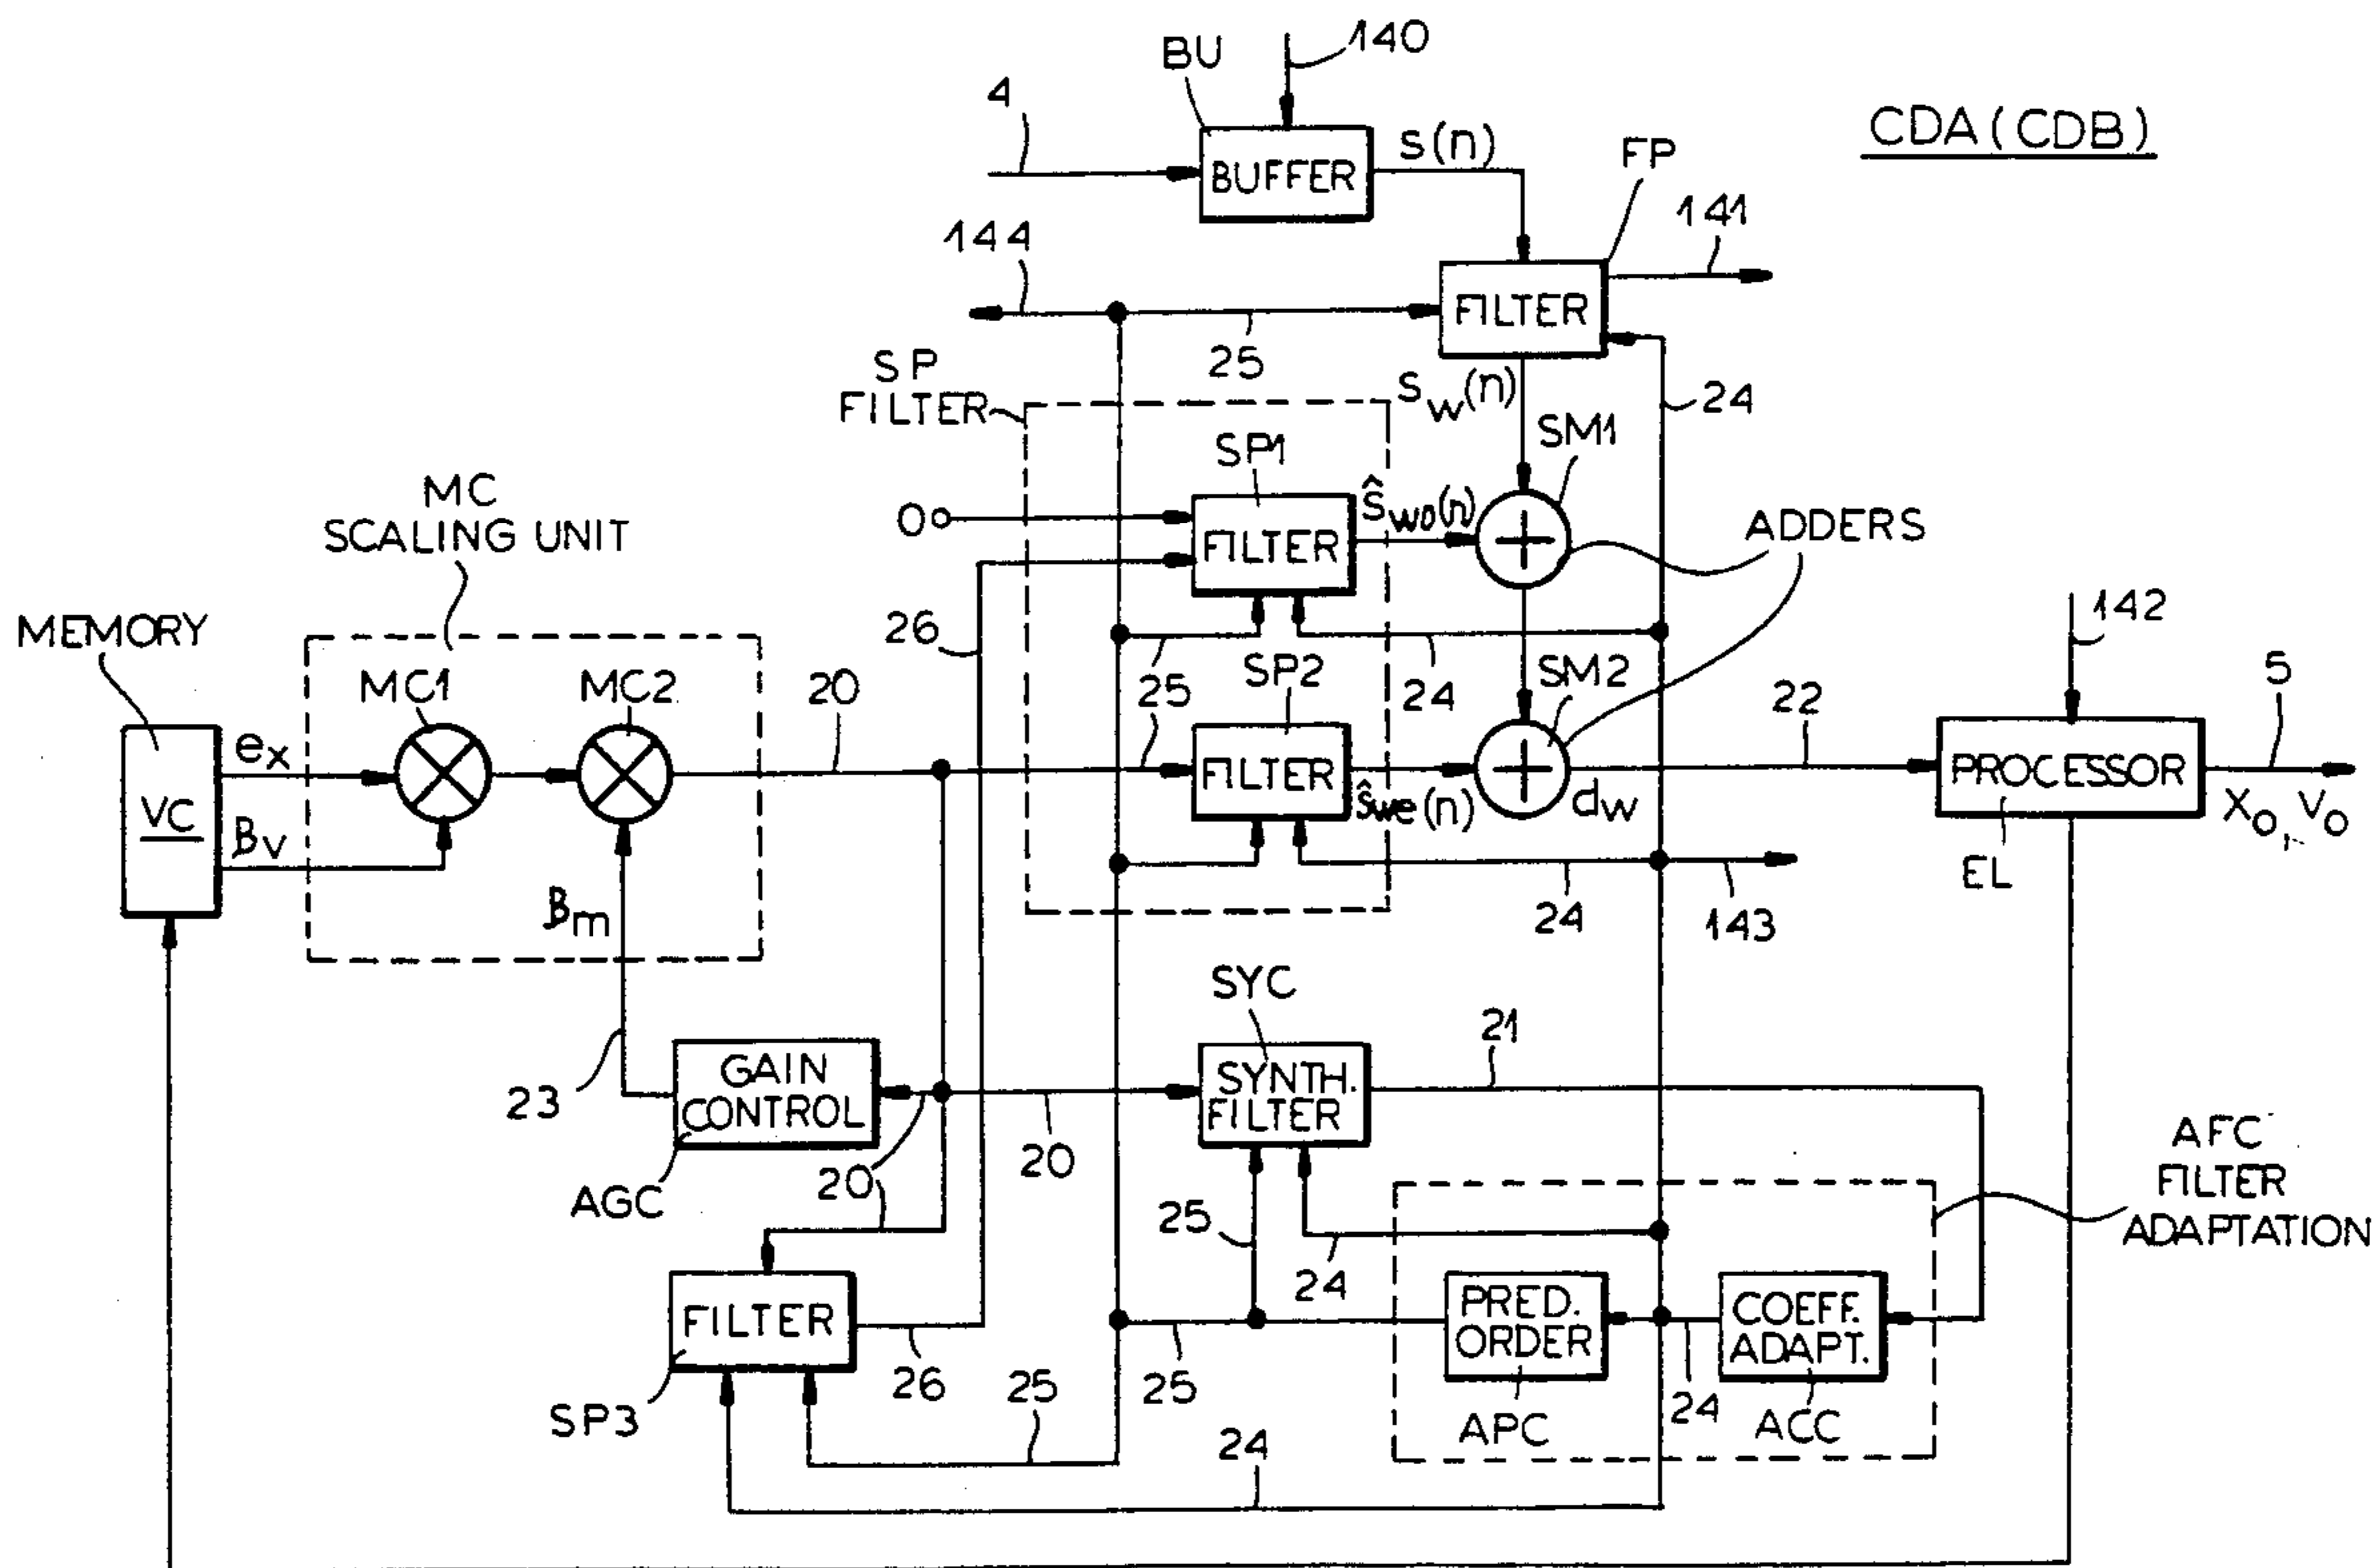 140
BU
4
CDA(CDB)
s(n)
FP
BUFFER
141
144
FILTER
25
SP
FILTER
s_w(n)
24
SM1
SP1
MC
SCALING UNIT
ŝ_wo(n)
ADDERS
0
FILTER
26
142
MEMORY
25
SP2
24
SM2
MC1
MC2
20
22
5
e_x
FILTER
PROCESSOR
VC
ŝ_we(n)
d_w
x_o, v_o
β_v
EL
β_m
24
143
SYC
21
GAIN
CONTROL
SYNTH.
FILTER
23
AFC
FILTER
ADAPTATION
20
20
AGC
25
24
PRED.
ORDER
COEFF.
ADAPT.
FILTER
26
25
25
24
SP3
APC
ACC
24